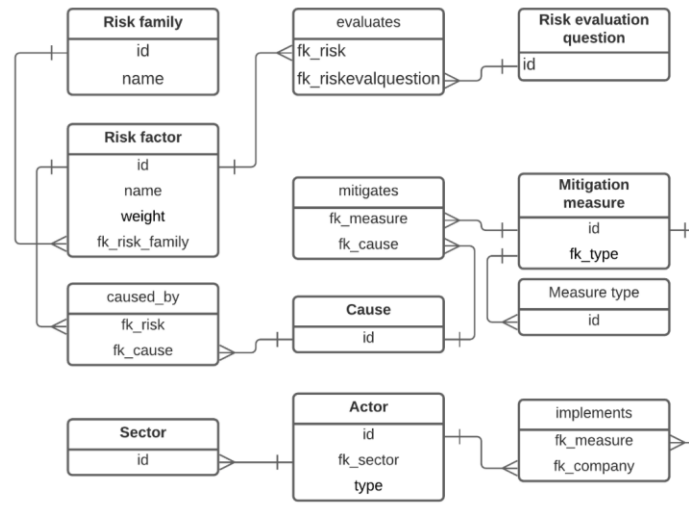 Risk family
id
name
evaluates
fk_risk
fk_riskevalquestion
Risk evaluation
question
id
Risk factor
id
name
weight
fk_risk_family
mitigates
fk_measure
fk_cause
Mitigation
measure
id
fk_type
caused_by
fk_risk
fk_cause
Cause
id
Measure type
id
Sector
id
Actor
id
fk_sector
type
implements
fk_measure
fk_company